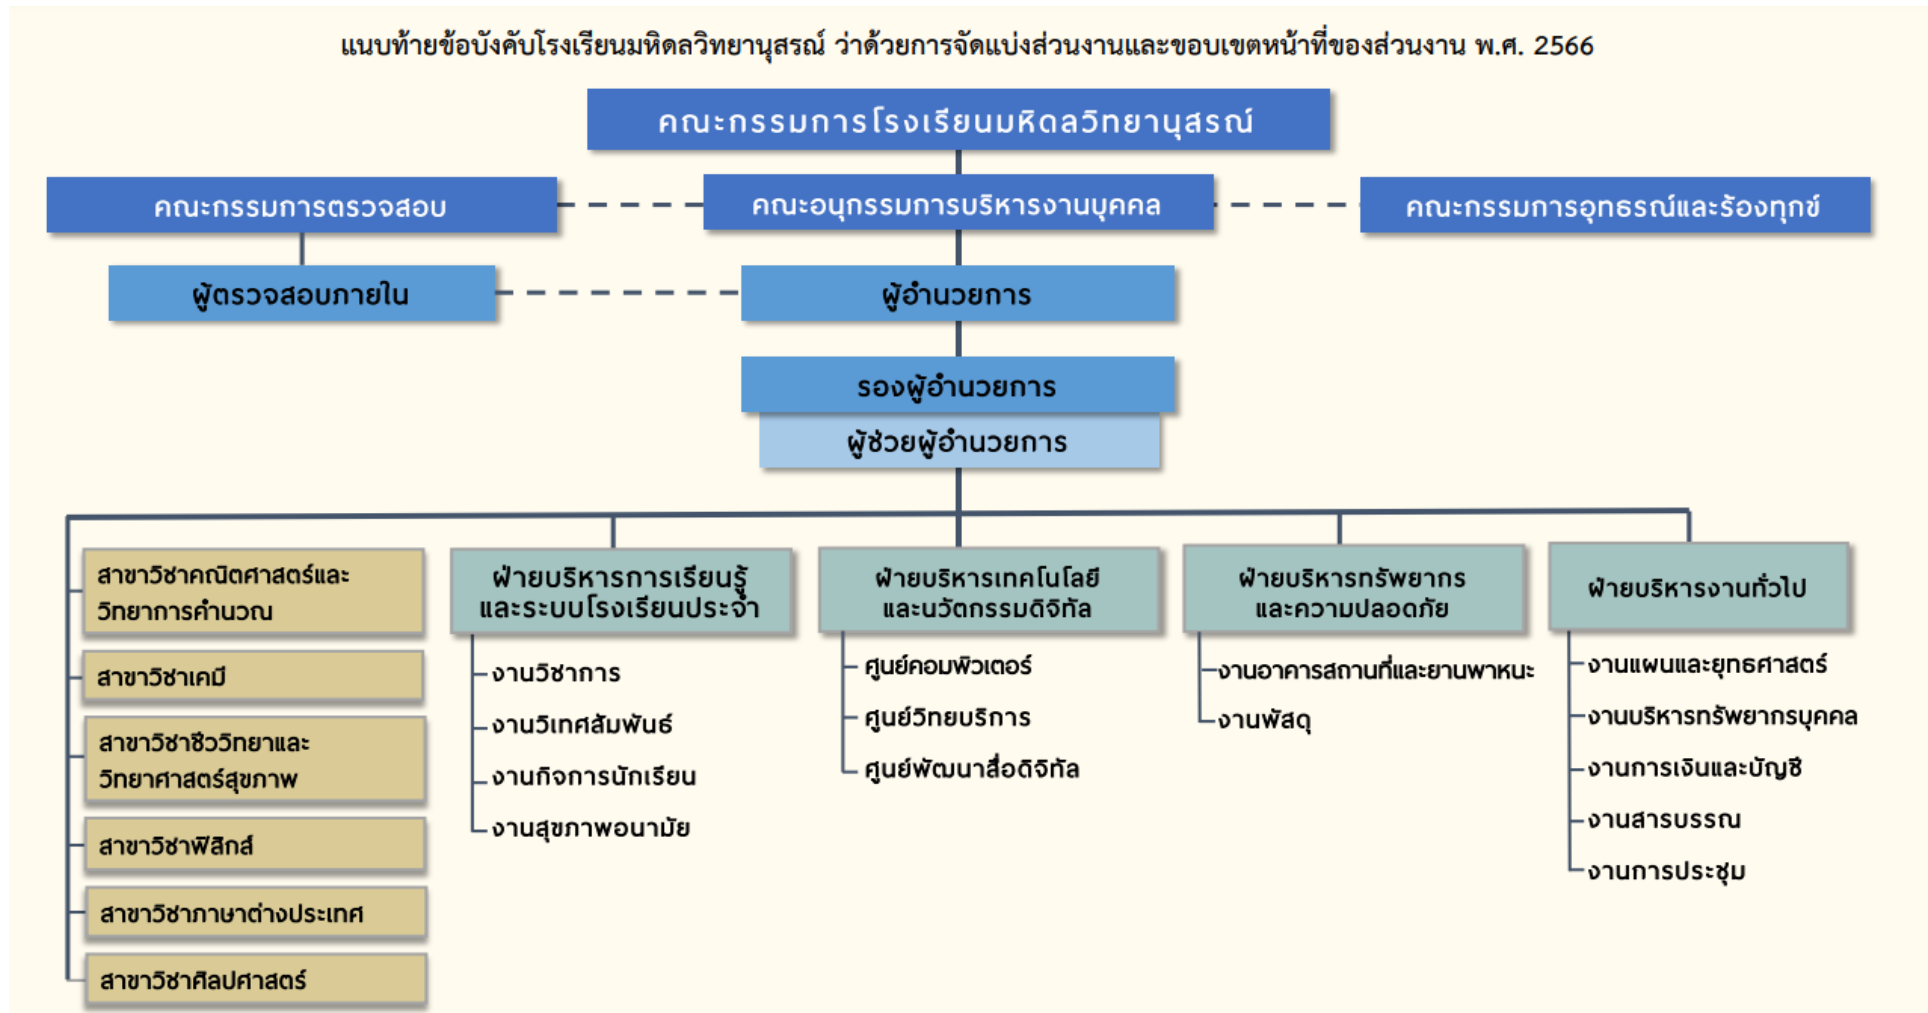 แนบท้ายข้อบังคับโรงเรียนมหิดลวิทยานุสรณ์ ว่าด้วยการจัดแบ่งส่วนงานและขอบเขตหน้าที่ของส่วนงาน พ.ศ. 2566
คณะกรรมการโรงเรียนมหิดลวิทยานุสรณ์
คณะกรรมการตรวจสอบ
คณะอนุกรรมการบริหารงานบุคคล
คณะกรรมการอุทธรณ์และร้องทุกข์
ผู้ตรวจสอบภายใน
ผู้อำนวยการ
รองผู้อำนวยการ
ผู้ช่วยผู้อำนวยการ
สาขาวิชาคณิตศาสตร์และ
วิทยาการคำนวณ
สาขาวิชาเคมี
สาขาวิชาชีววิทยาและ
วิทยาศาสตร์สุขภาพ
สาขาวิชาฟิสิกส์
สาขาวิชาภาษาต่างประเทศ
สาขาวิชาศิลปศาสตร์
ฝ่ายบริหารการเรียนรู้
และระบบโรงเรียนประจำ
งานวิชาการ
งานวิเทศสัมพันธ์
งานกิจการนักเรียน
งานสุขภาพอนามัย
ฝ่ายบริหารเทคโนโลยี
และนวัตกรรมดิจิทัล
ศูนย์คอมพิวเตอร์
ศูนย์วิทยบริการ
ศูนย์พัฒนาสื่อดิจิทัล
ฝ่ายบริหารทรัพยากร
และความปลอดภัย
งานอาคารสถานที่และยานพาหนะ
งานพัสดุ
ฝ่ายบริหารงานทั่วไป
งานแผนและยุทธศาสตร์
งานบริหารทรัพยากรบุคคล
งานการเงินและบัญชี
งานสารบรรณ
งานการประชุม